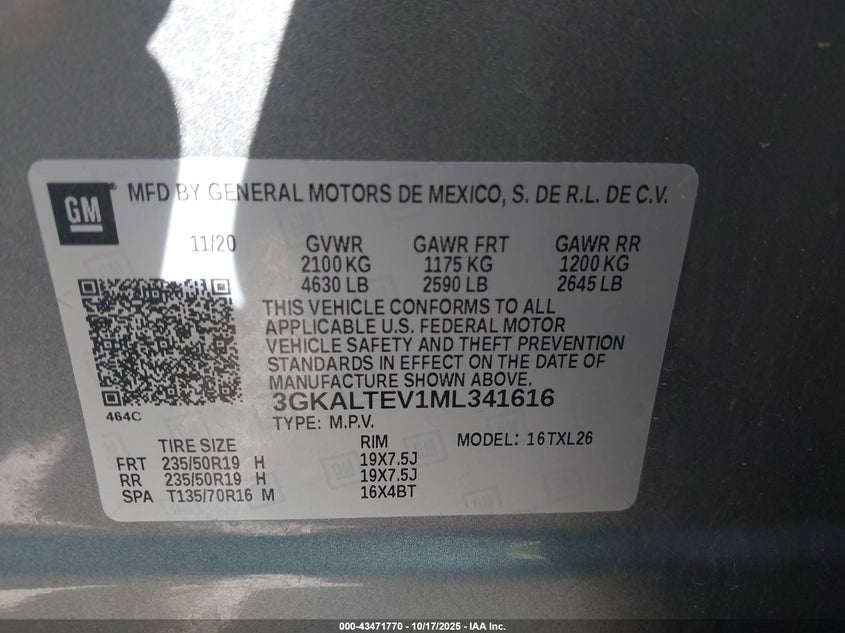 GM® MFD BY GENERAL MOTORS DE MEXICO, S. DE R.L. DE C.V.
11/20 GVWR GAWR FRT GAWR RR
2100 KG 1175 KG 1200 KG
4630 LB 2590 LB 2645 LB
THIS VEHICLE CONFORMS TO ALL
APPLICABLE U.S. FEDERAL MOTOR
VEHICLE SAFETY AND THEFT PREVENTION
STANDARDS IN EFFECT ON THE DATE OF
MANUFACTURE SHOWN ABOVE.
464C
3GKALTEV1ML341616
TYPE: M.P.V.
TIRE SIZE RIM MODEL: 16TXL26
FRT 235/50R19 H 19X7.5J
RR 235/50R19 H 19X7.5J
SPA T135/70R16 M 16X4BT
000-43471770 - 10/17/2025 - IAA Inc.